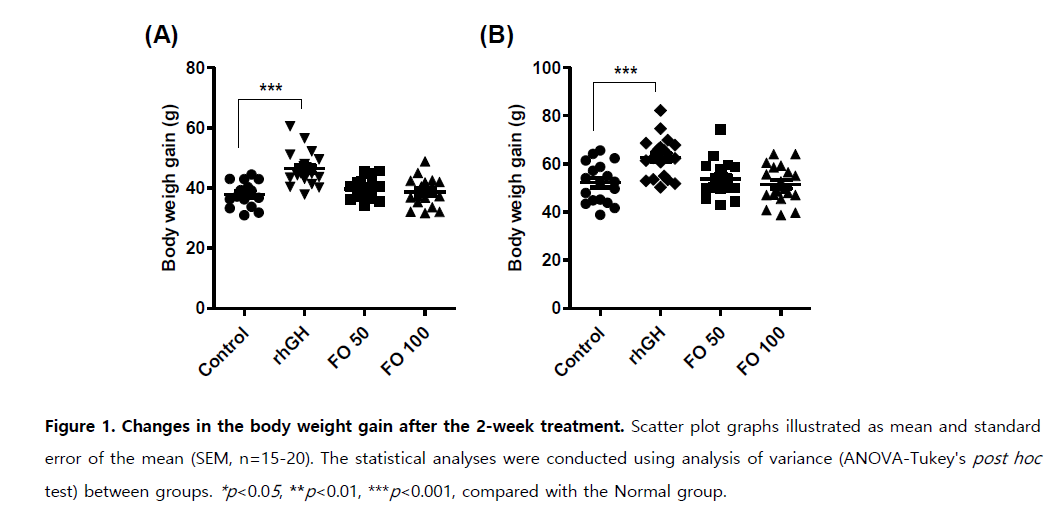 (A)
80
60
40
20
0
Body weigh gain (g)
***
Control
rhGH
FO 50
FO 100
(B)
100
80
60
40
20
0
Body weigh gain (g)
***
Control
rhGH
FO 50
FO 100
Figure 1. Changes in the body weight gain after the 2-week treatment. Scatter plot graphs illustrated as mean and standard
error of the mean (SEM, n=15-20). The statistical analyses were conducted using analysis of variance (ANOVA-Tukey's post hoc
test) between groups. *p<0.05, **p<0.01, ***p<0.001, compared with the Normal group.